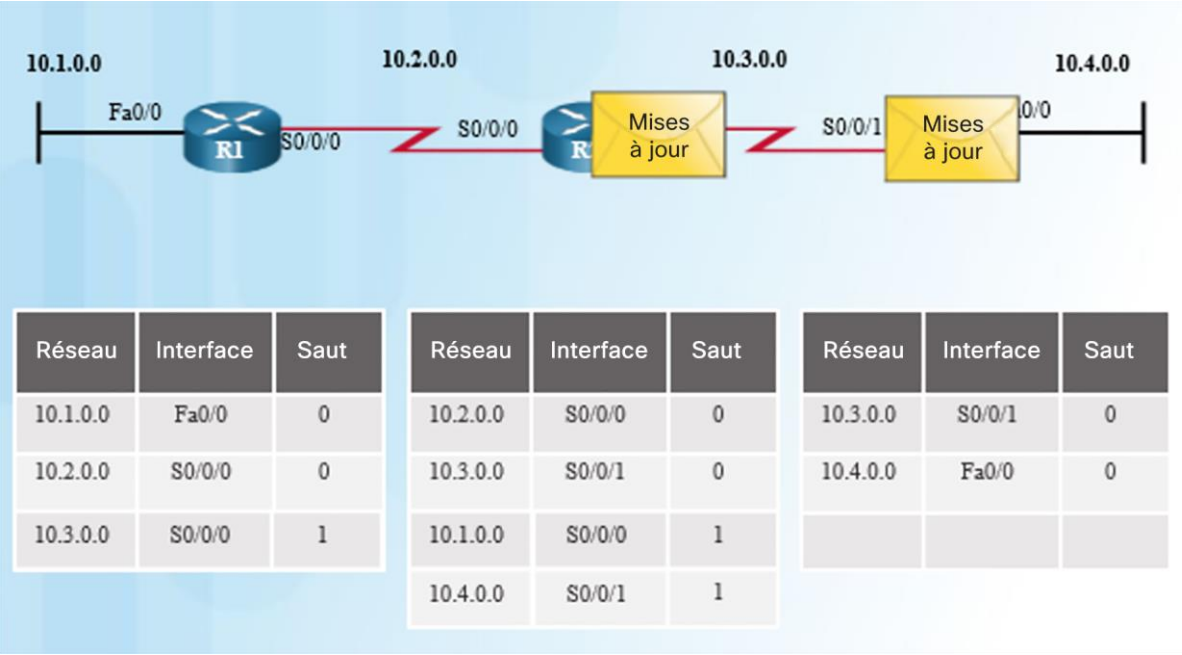 10.1.0.0
10.2.0.0
10.3.0.0
10.4.0.0
Fa0/0
R1
S0/0/0
S0/0/0
Mises
à jour
S0/0/1
Mises
à jour
Réseau Interface Saut
10.1.0.0 Fa0/0 0
10.2.0.0 S0/0/0 0
10.3.0.0 S0/0/0 1
Réseau Interface Saut
10.2.0.0 S0/0/0 0
10.3.0.0 S0/0/1 0
10.1.0.0 S0/0/0 1
10.4.0.0 S0/0/1 1
Réseau Interface Saut
10.3.0.0 S0/0/1 0
10.4.0.0 Fa0/0 0